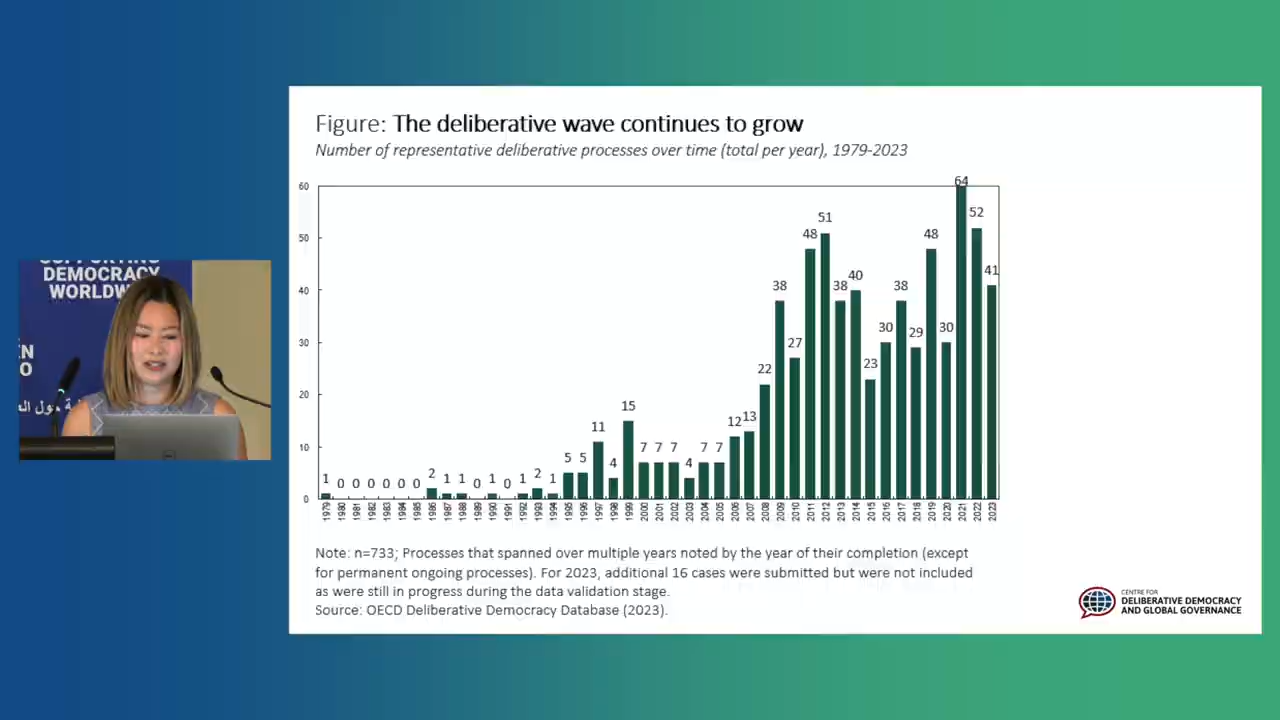 SUPPORTING
DEMOCRACY
WORLDW
N
O
Figure: The deliberative wave continues to grow
Number of representative deliberative processes over time (total per year), 1979-2023
60
50
40
30
20
10
0
1 0 0 0 0 0 0 2 1 1 0 1 0 1 2 1 5 5 11 4 15 7 7 7 4 7 7 12 13 22 38 27 48 51 38 40 23 30 38 29 48 30 64 52 41
1979 1980 1981 1982 1983 1984 1985 1986 1987 1988 1989 1990 1991 1992 1993 1994 1995 1996 1997 1998 1999 2000 2001 2002 2003 2004 2005 2006 2007 2008 2009 2010 2011 2012 2013 2014 2015 2016 2017 2018 2019 2020 2021 2022 2023
Note: n=733; Processes that spanned over multiple years noted by the year of their completion (except
for permanent ongoing processes). For 2023, additional 16 cases were submitted but were not included
as were still in progress during the data validation stage.
Source: OECD Deliberative Democracy Database (2023).
CENTRE FOR
DELIBERATIVE DEMOCRACY
AND GLOBAL GOVERNANCE